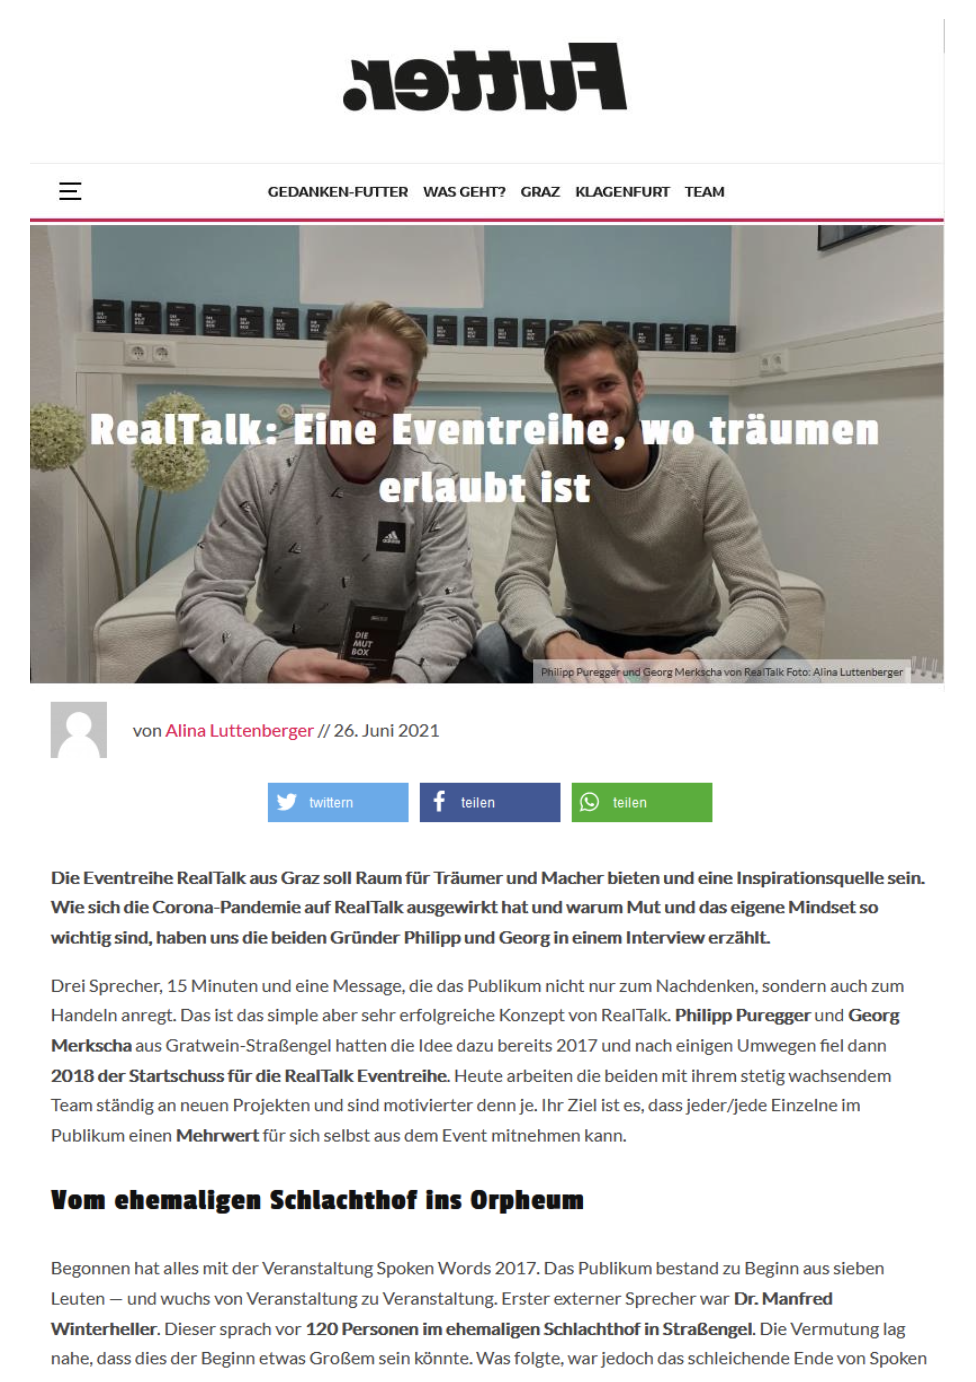 Futter.
GEDANKEN-FUTTER WAS GEHT? GRAZ KLAGENFURT TEAM
RealTalk: Eine Eventreihe, wo träumen
erlaubt ist
DIE
MUT
BOX
Philipp Puregger und Georg Merkscha von RealTalk Foto: Alina Luttenberger
von Alina Luttenberger // 26. Juni 2021
twittern teilen teilen
Die Eventreihe RealTalk aus Graz soll Raum für Träumer und Macher bieten und eine Inspirationsquelle sein.
Wie sich die Corona-Pandemie auf RealTalk ausgewirkt hat und warum Mut und das eigene Mindset so
wichtig sind, haben uns die beiden Gründer Philipp und Georg in einem Interview erzählt.
Drei Sprecher, 15 Minuten und eine Message, die das Publikum nicht nur zum Nachdenken, sondern auch zum
Handeln anregt. Das ist das simple aber sehr erfolgreiche Konzept von RealTalk. Philipp Puregger und Georg
Merkscha aus Gratwein-Straßengel hatten die Idee dazu bereits 2017 und nach einigen Umwegen fiel dann
2018 der Startschuss für die RealTalk Eventreihe. Heute arbeiten die beiden mit ihrem stetig wachsendem
Team ständig an neuen Projekten und sind motivierter denn je. Ihr Ziel ist es, dass jeder/jede Einzelne im
Publikum einen Mehrwert für sich selbst aus dem Event mitnehmen kann.
Vom ehemaligen Schlachthof ins Orpheum
Begonnen hat alles mit der Veranstaltung Spoken Words 2017. Das Publikum bestand zu Beginn aus sieben
Leuten — und wuchs von Veranstaltung zu Veranstaltung. Erster externer Sprecher war Dr. Manfred
Winterheller. Dieser sprach vor 120 Personen im ehemaligen Schlachthof in Straßengel. Die Vermutung lag
nahe, dass dies der Beginn etwas Großem sein könnte. Was folgte, war jedoch das schleichende Ende von Spoken